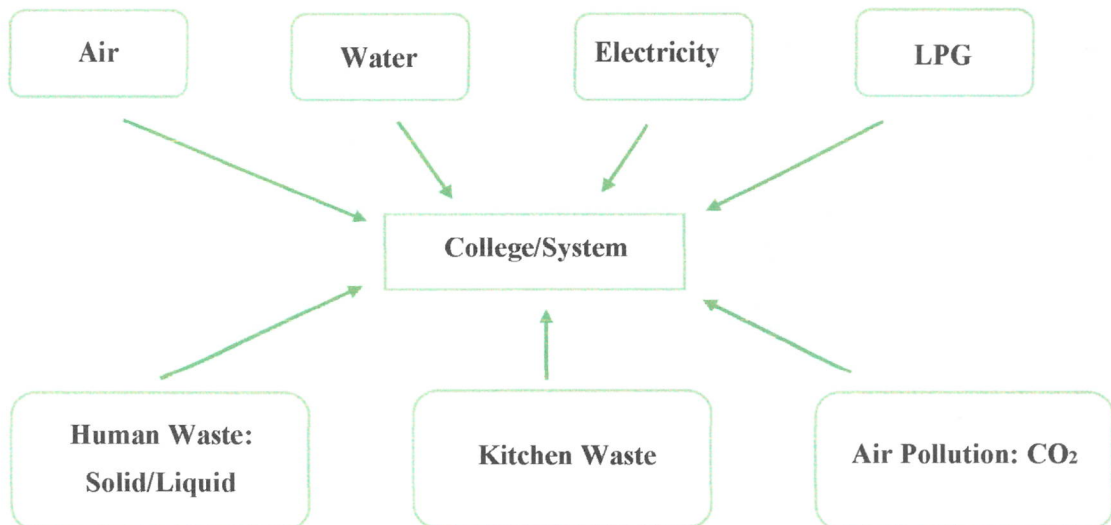 Air
Water
Electricity
LPG
College/System
Human Waste:
Solid/Liquid
Kitchen Waste
Air Pollution: CO₂